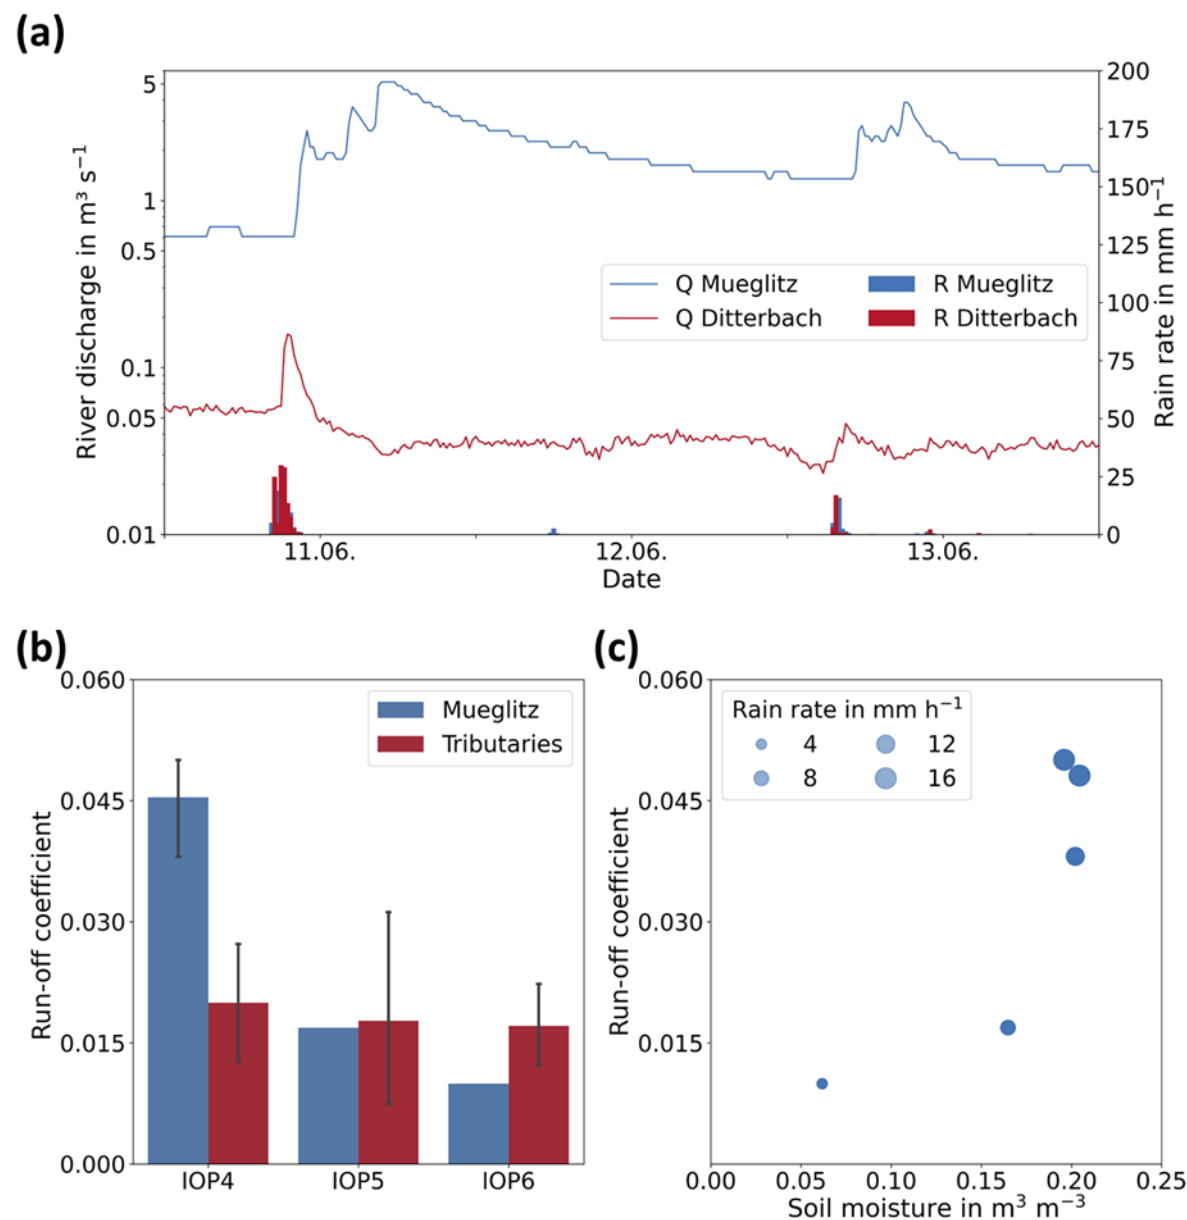 (a)
River discharge in m³ s⁻¹
5
1
0.5
0.1
0.05
0.01
200
175
150
125
100
75
50
25
0
Rain rate in mm h⁻¹
Q Mueglitz
R Mueglitz
Q Ditterbach
R Ditterbach
11.06.
12.06.
13.06.
Date
(b)
Run-off coefficient
0.060
0.045
0.030
0.015
0.000
Mueglitz
Tributaries
IOP4
IOP5
IOP6
(c)
Run-off coefficient
0.060
0.045
0.030
0.015
Rain rate in mm h⁻¹
4
12
8
16
0.00
0.05
0.10
0.15
0.20
0.25
Soil moisture in m³ m⁻³